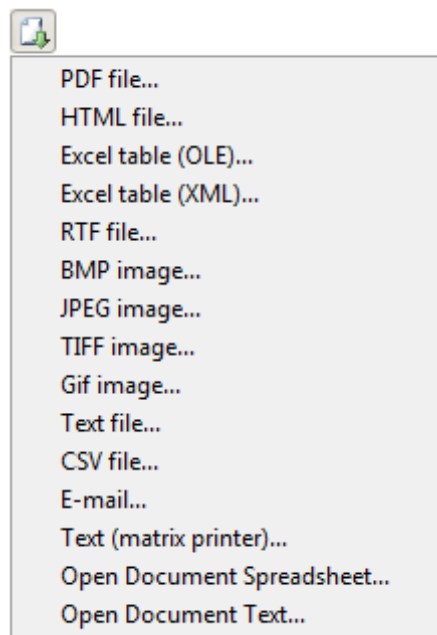 PDF file...
HTML file...
Excel table (OLE)...
Excel table (XML)...
RTF file...
BMP image...
JPEG image...
TIFF image...
Gif image...
Text file...
CSV file...
E-mail...
Text (matrix printer)...
Open Document Spreadsheet...
Open Document Text...